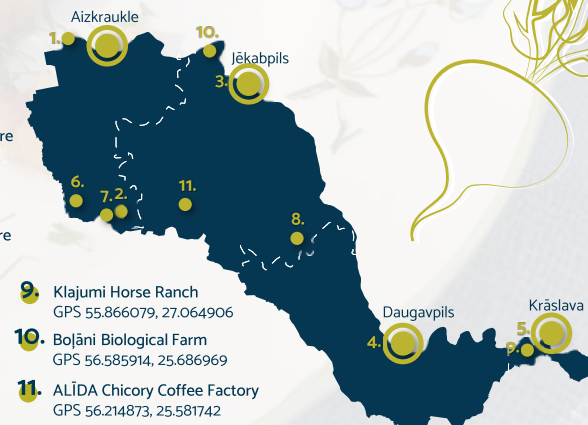 Aizkraukle
1.
10.
Jēkabpils
3.
re
6.
7. 2.
11.
8.
re
9. Klajumi Horse Ranch
GPS 55.866079, 27.064906
10. Boļāni Biological Farm
GPS 56.585914, 25.686969
11. ALĪDA Chicory Coffee Factory
GPS 56.214873, 25.581742
Daugavpils
4.
Krāslava
5.
9.